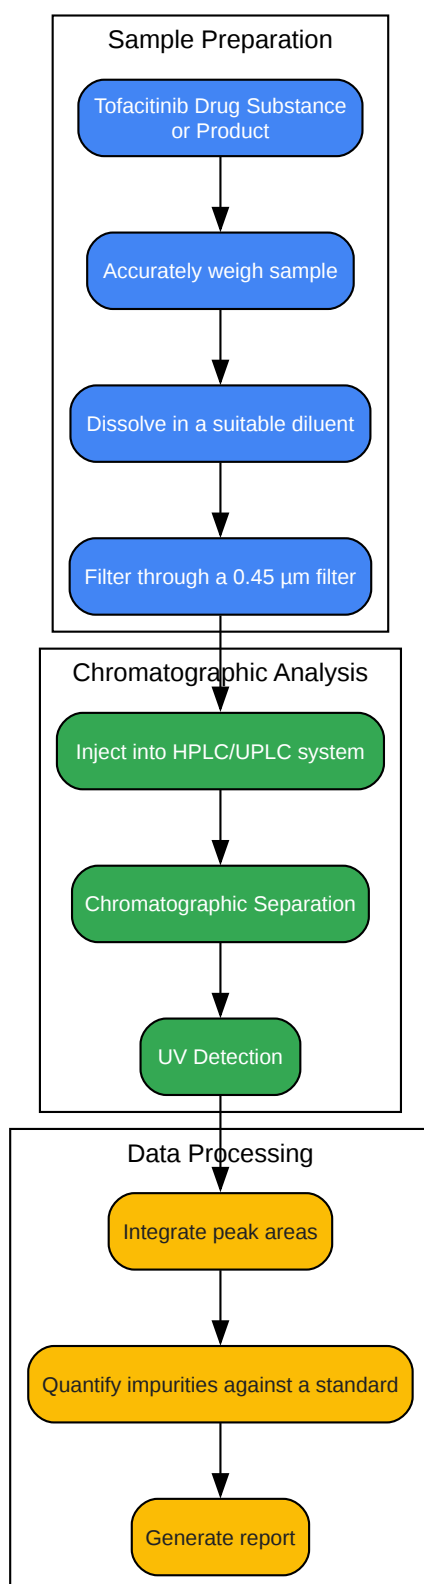 Sample Preparation
Tofacitinib Drug Substance
or Product
Accurately weigh sample
Dissolve in a suitable diluent
Filter through a 0.45 µm filter
Chromatographic Analysis
Inject into HPLC/UPLC system
Chromatographic Separation
UV Detection
Data Processing
Integrate peak areas
Quantify impurities against a standard
Generate report